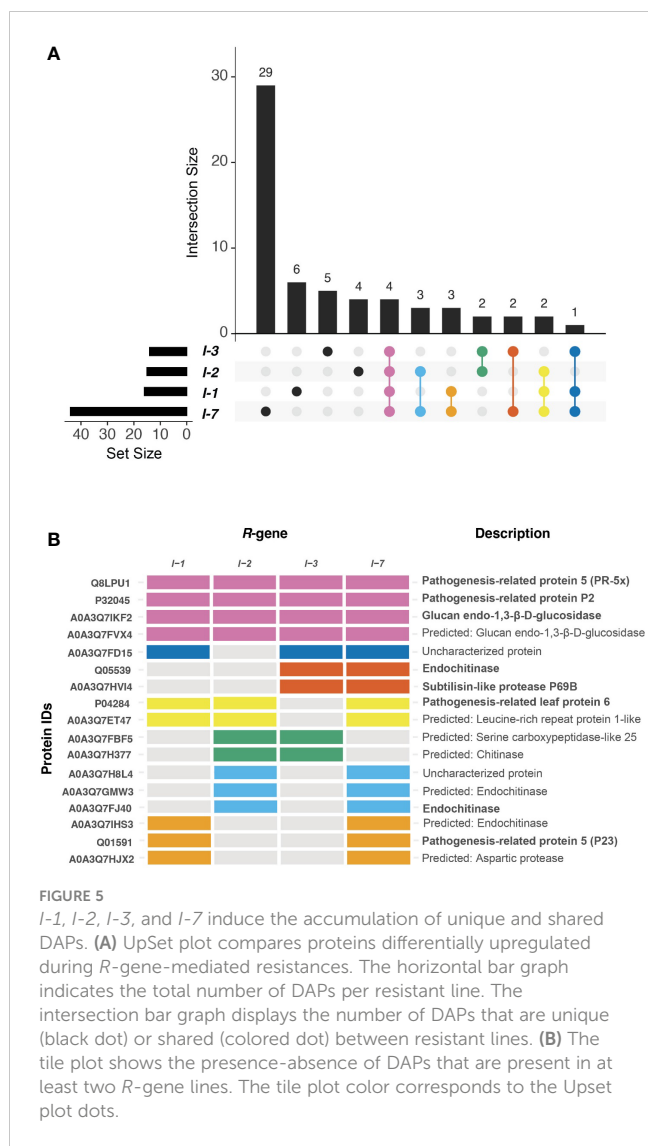 A
Intersection Size
30
20
10
0
29
6
5
4
4
3
3
2
2
2
1
I-3
I-2
I-1
I-7
40 30 20 10 0
Set Size
B
R-gene
Description
I-1 I-2 I-3 I-7
Protein IDs
Q8LPU1 Pathogenesis-related protein 5 (PR-5x)
P32045 Pathogenesis-related protein P2
A0A3Q7IKF2 Glucan endo-1,3-β-D-glucosidase
A0A3Q7FVX4 Predicted: Glucan endo-1,3-β-D-glucosidase
A0A3Q7FD15 Uncharacterized protein
Q05539 Endochitinase
A0A3Q7HVI4 Subtilisin-like protease P69B
P04284 Pathogenesis-related leaf protein 6
A0A3Q7ET47 Predicted: Leucine-rich repeat protein 1-like
A0A3Q7FBF5 Predicted: Serine carboxypeptidase-like 25
A0A3Q7H377 Predicted: Chitinase
A0A3Q7H8L4 Uncharacterized protein
A0A3Q7GMW3 Predicted: Endochitinase
A0A3Q7FJ40 Endochitinase
A0A3Q7IHS3 Predicted: Endochitinase
Q01591 Pathogenesis-related protein 5 (P23)
A0A3Q7HJX2 Predicted: Aspartic protease
FIGURE 5
I-1, I-2, I-3, and I-7 induce the accumulation of unique and shared
DAPs. (A) UpSet plot compares proteins differentially upregulated
during R-gene-mediated resistances. The horizontal bar graph
indicates the total number of DAPs per resistant line. The
intersection bar graph displays the number of DAPs that are unique
(black dot) or shared (colored dot) between resistant lines. (B) The
tile plot shows the presence-absence of DAPs that are present in at
least two R-gene lines. The tile plot color corresponds to the Upset
plot dots.